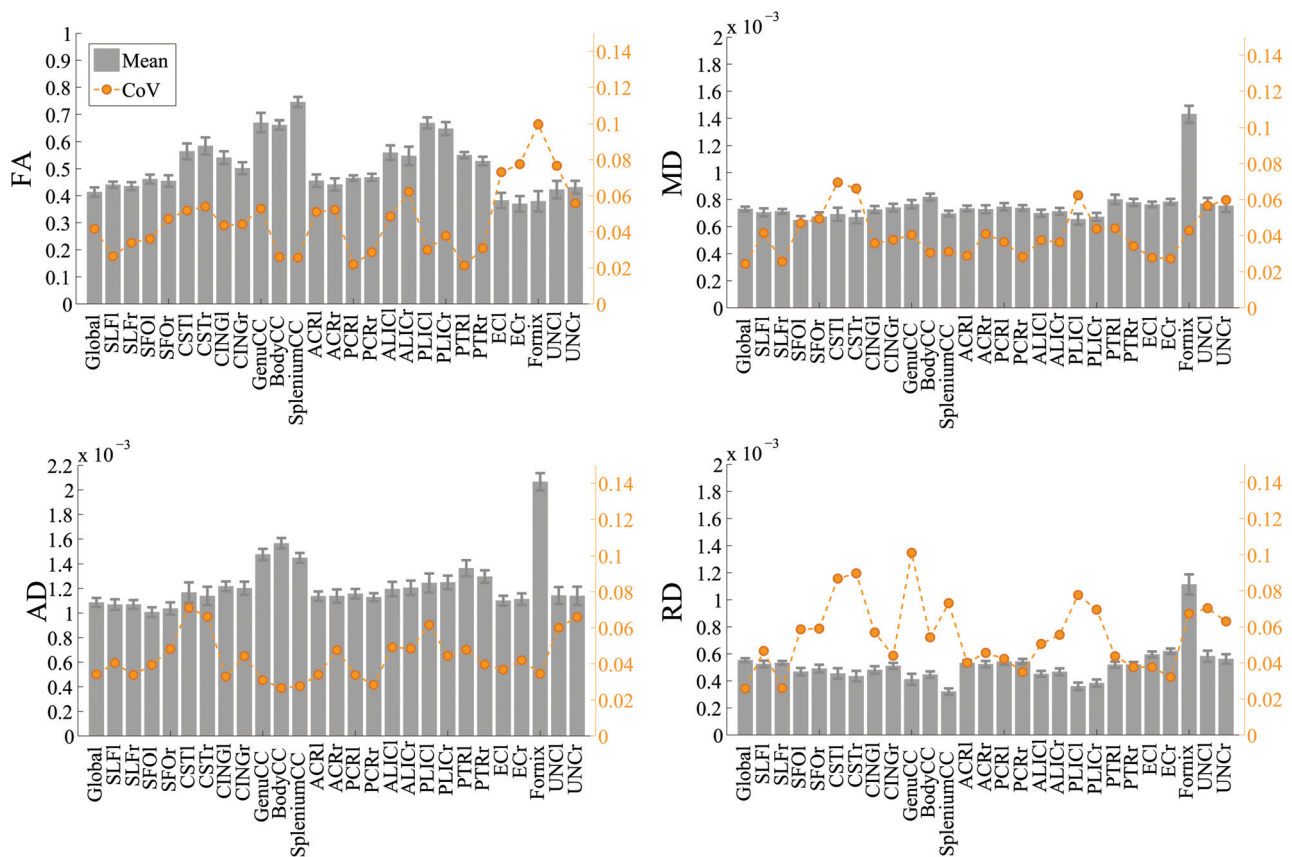 FA
1
0.9
0.8
0.7
0.6
0.5
0.4
0.3
0.2
0.1
0
Mean
CoV
0.14
0.12
0.1
0.08
0.06
0.04
0.02
0
Global
SLFl
SLFr
SFOl
SFOr
CSTl
CSTr
CINGl
CINGr
GenuCC
BodyCC
SpleniumCC
ACRl
ACRr
PCRl
PCRr
ALICl
ALICr
PLICl
PLICr
PTRl
PTRr
ECl
ECr
Fornix
UNCl
UNCr
MD
x 10 -3
2
1.8
1.6
1.4
1.2
1
0.8
0.6
0.4
0.2
0
0.14
0.12
0.1
0.08
0.06
0.04
0.02
0
Global
SLFl
SLFr
SFOl
SFOr
CSTl
CSTr
CINGl
CINGr
GenuCC
BodyCC
SpleniumCC
ACRl
ACRr
PCRl
PCRr
ALICl
ALICr
PLICl
PLICr
PTRl
PTRr
ECl
ECr
Fornix
UNCl
UNCr
AD
x 10 -3
2.2
2
1.8
1.6
1.4
1.2
1
0.8
0.6
0.4
0.2
0
0.14
0.12
0.1
0.08
0.06
0.04
0.02
0
Global
SLFl
SLFr
SFOl
SFOr
CSTl
CSTr
CINGl
CINGr
GenuCC
BodyCC
SpleniumCC
ACRl
ACRr
PCRl
PCRr
ALICl
ALICr
PLICl
PLICr
PTRl
PTRr
ECl
ECr
Fornix
UNCl
UNCr
RD
x 10 -3
2
1.8
1.6
1.4
1.2
1
0.8
0.6
0.4
0.2
0
0.14
0.12
0.1
0.08
0.06
0.04
0.02
0
Global
SLFl
SLFr
SFOl
SFOr
CSTl
CSTr
CINGl
CINGr
GenuCC
BodyCC
SpleniumCC
ACRl
ACRr
PCRl
PCRr
ALICl
ALICr
PLICl
PLICr
PTRl
PTRr
ECl
ECr
Fornix
UNCl
UNCr